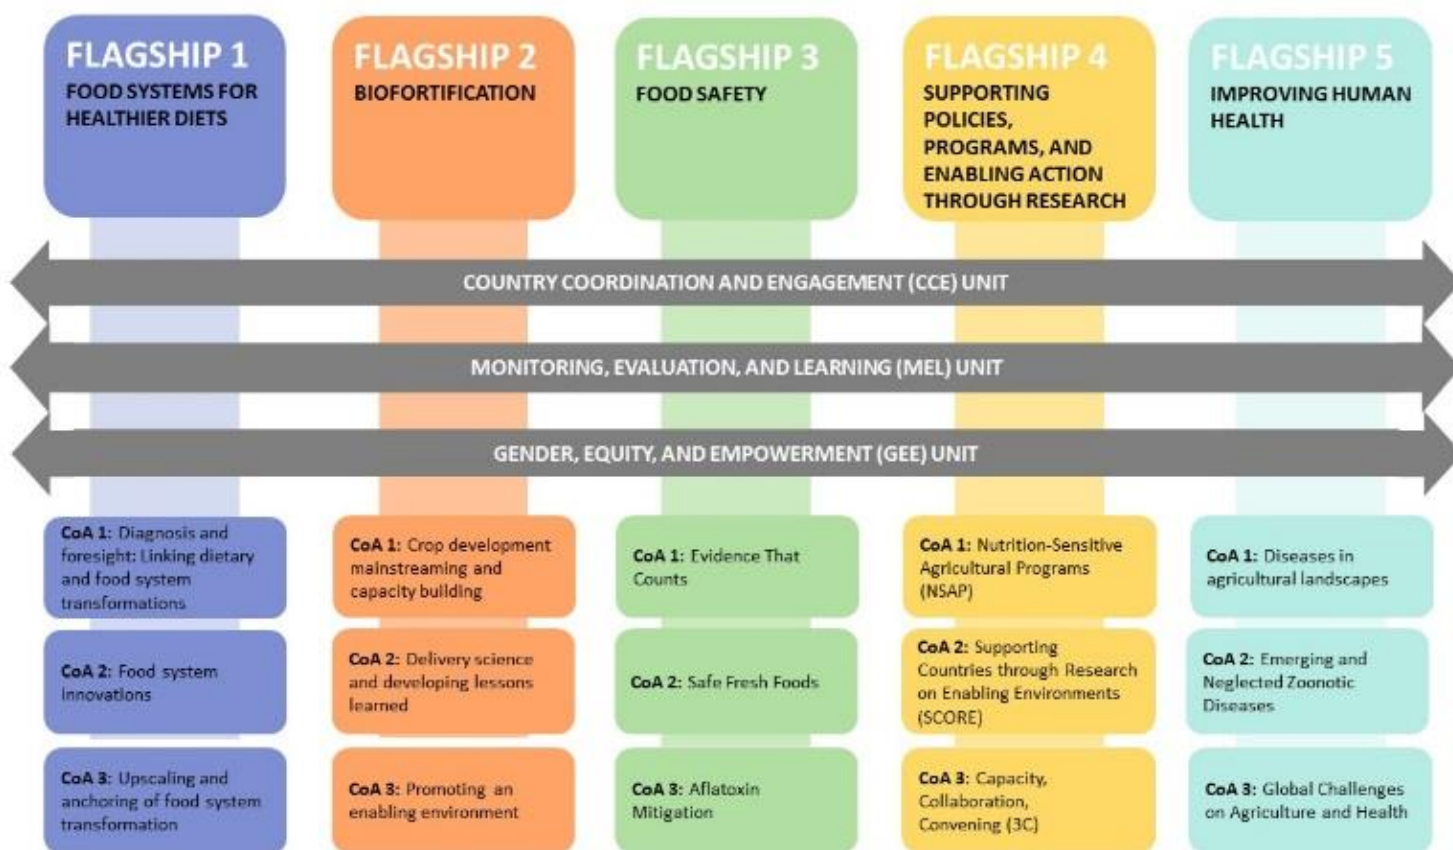 FLAGSHIP 1
FOOD SYSTEMS FOR
HEALTHIER DIETS
FLAGSHIP 2
BIOFORTIFICATION
FLAGSHIP 3
FOOD SAFETY
FLAGSHIP 4
SUPPORTING
POLICIES,
PROGRAMS, AND
ENABLING ACTION
THROUGH RESEARCH
FLAGSHIP 5
IMPROVING HUMAN
HEALTH
COUNTRY COORDINATION AND ENGAGEMENT (CCE) UNIT
MONITORING, EVALUATION, AND LEARNING (MEL) UNIT
GENDER, EQUITY, AND EMPOWERMENT (GEE) UNIT
CoA 1: Diagnosis and
foresight: Linking dietary
and food system
transformations
CoA 1: Crop development
mainstreaming and
capacity building
CoA 1: Evidence That
Counts
CoA 1: Nutrition-Sensitive
Agricultural Programs
(NSAP)
CoA 1: Diseases in
agricultural landscapes
CoA 2: Food system
innovations
CoA 2: Delivery science
and developing lessons
learned
CoA 2: Safe Fresh Foods
CoA 2: Supporting
Countries through Research
on Enabling Environments
(SCORE)
CoA 2: Emerging and
Neglected Zoonotic
Diseases
CoA 3: Upscaling and
anchoring of food system
transformation
CoA 3: Promoting an
enabling environment
CoA 3: Aflatoxin
Mitigation
CoA 3: Capacity,
Collaboration,
Convening (3C)
CoA 3: Global Challenges
on Agriculture and Health